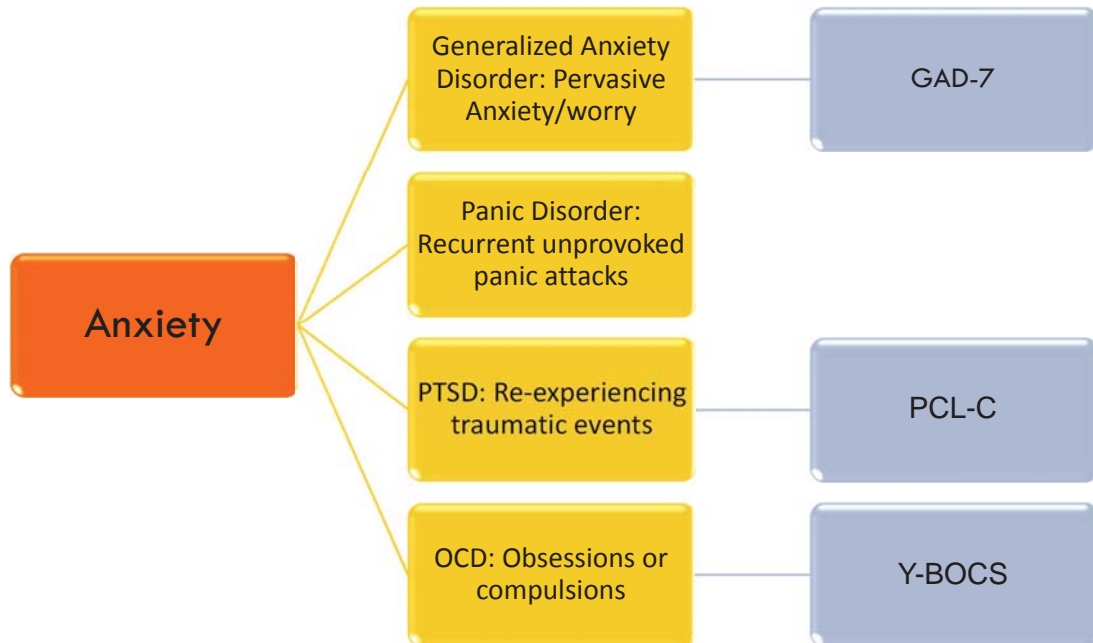 Generalized Anxiety
Disorder: Pervasive
Anxiety/worry
GAD-7
Panic Disorder:
Recurrent unprovoked
panic attacks
Anxiety
PTSD: Re-experiencing
traumatic events
PCL-C
OCD: Obsessions or
compulsions
Y-BOCS